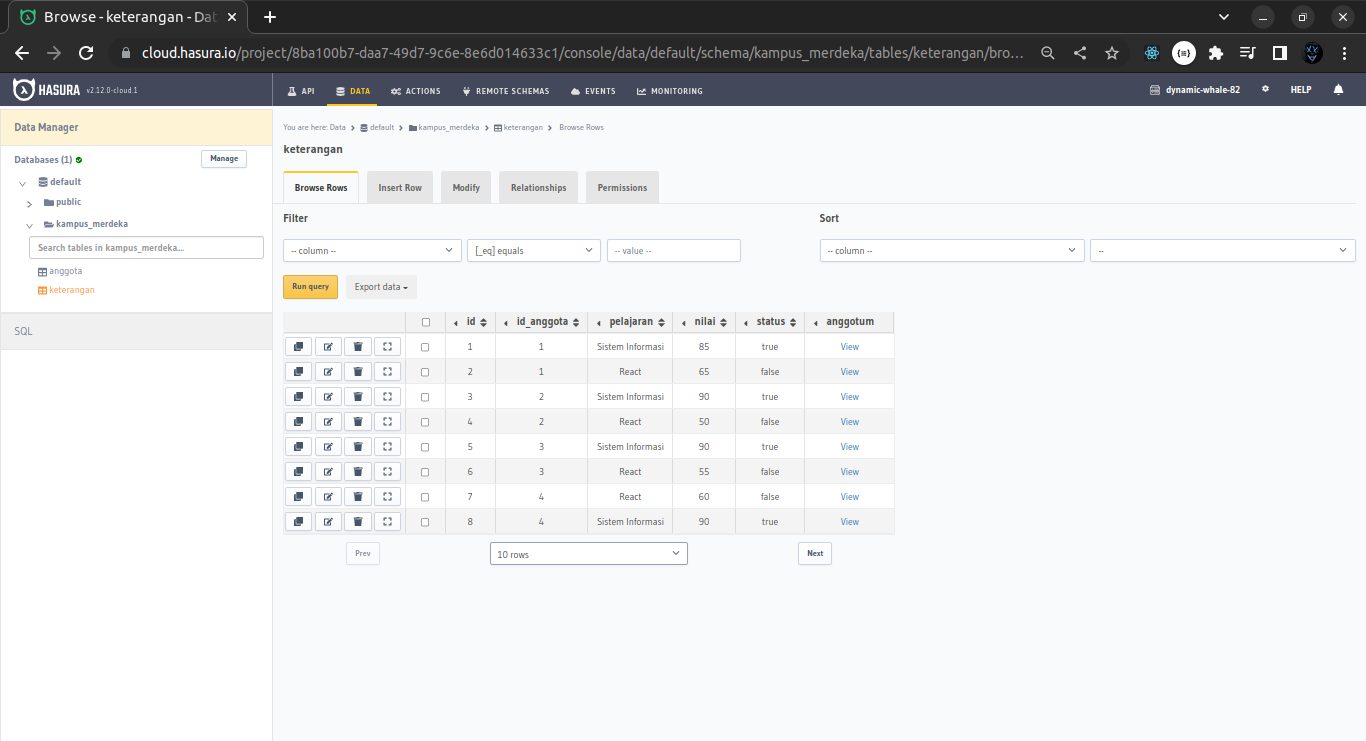 Browse - keterangan - Dat
cloud.hasura.io/project/8ba100b7-daa7-49d7-9c6e-8e6d014633c1/console/data/default/schema/kampus_merdeka/tables/keterangan/bro...
HASURA v2.12.0-cloud.1 API DATA ACTIONS REMOTE SCHEMAS EVENTS MONITORING dynamic-whale-82 HELP
Data Manager
Databases (1) Manage
default
public
kampus_merdeka
Search tables in kampus_merdeka...
anggota
keterangan
SQL
You are here: Data > default > kampus_merdeka > keterangan > Browse Rows
keterangan
Browse Rows Insert Row Modify Relationships Permissions
Filter Sort
-- column -- [_eq] equals -- value -- -- column -- --
Run query Export data
id id_anggota pelajaran nilai status anggotum
1 1 Sistem Informasi 85 true View
2 1 React 65 false View
3 2 Sistem Informasi 90 true View
4 2 React 50 false View
5 3 Sistem Informasi 90 true View
6 3 React 55 false View
7 4 React 60 false View
8 4 Sistem Informasi 90 true View
Prev 10 rows Next